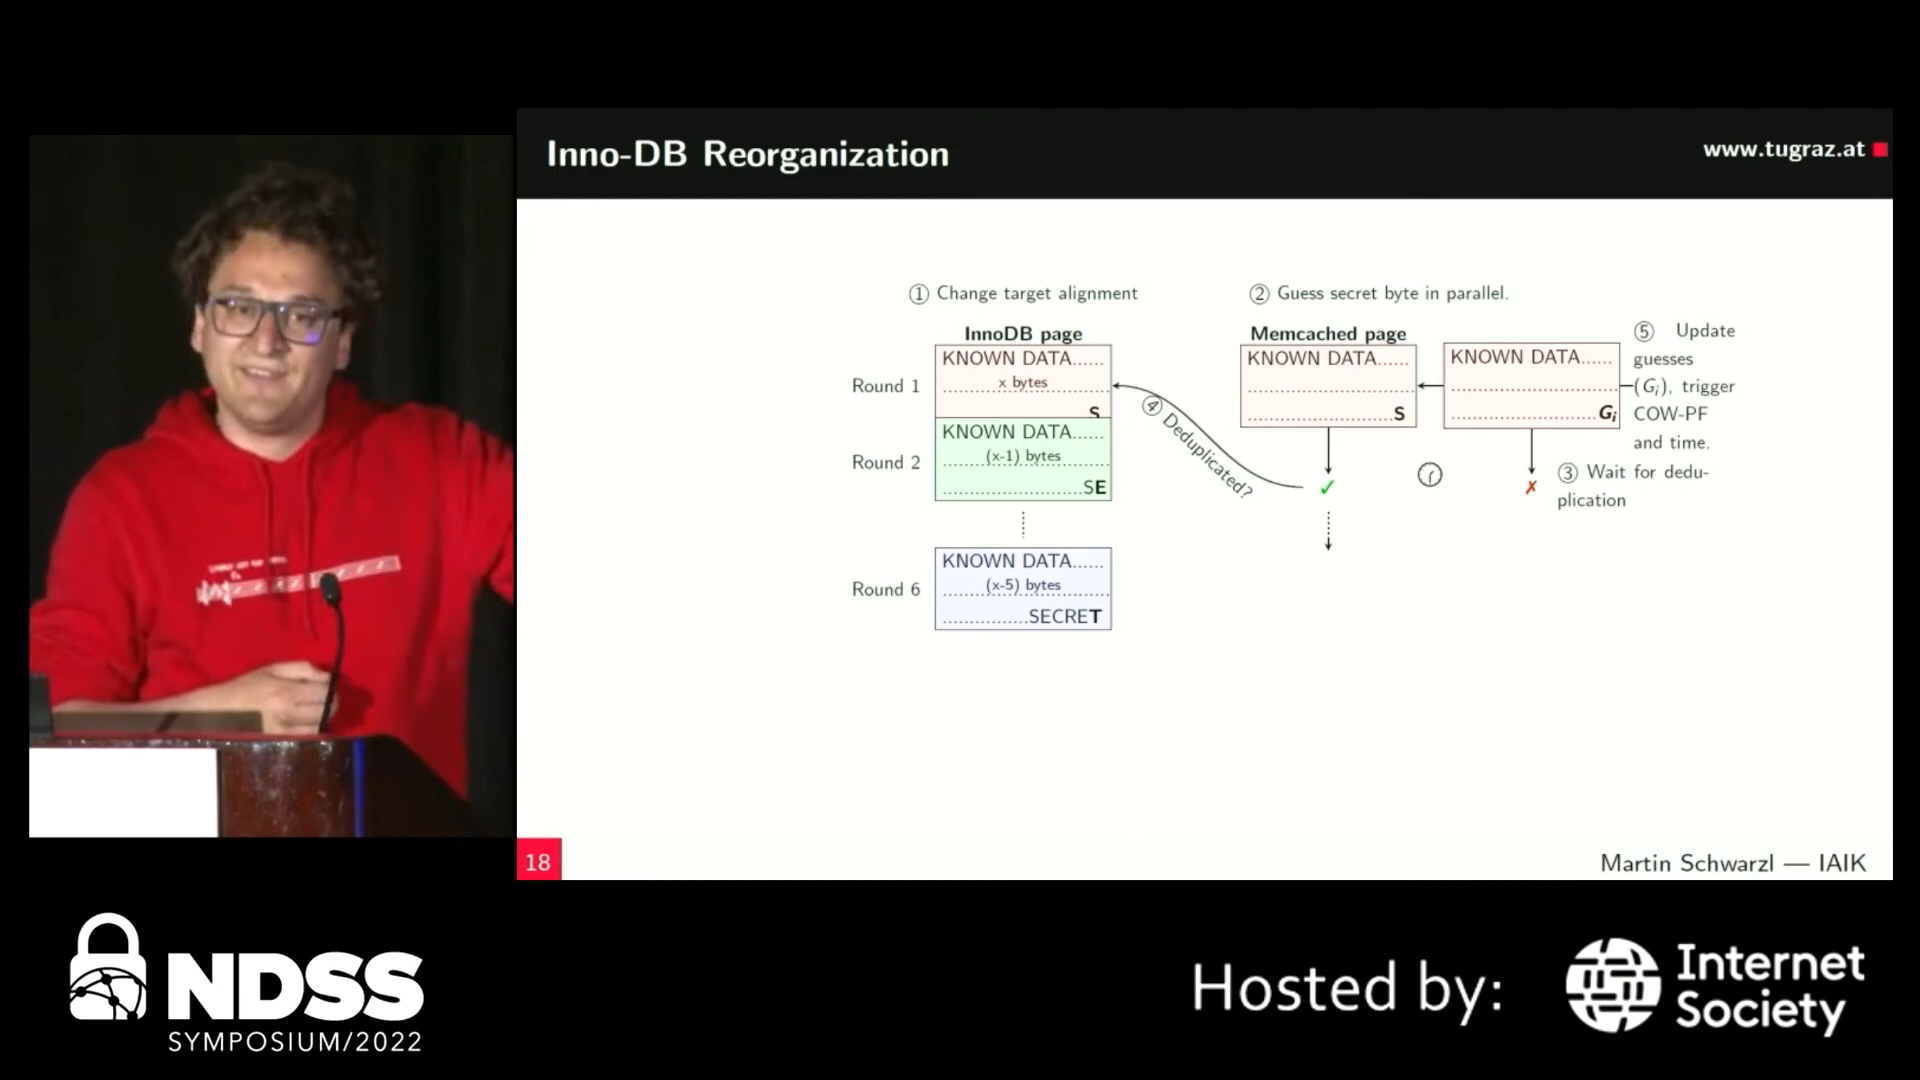 Inno-DB Reorganization
www.tugraz.at
① Change target alignment
② Guess secret byte in parallel.
InnoDB page
Memcached page
Round 1
KNOWN DATA......
x bytes
S
KNOWN DATA......
S
KNOWN DATA......
Gi
⑤ Update
guesses
(Gi), trigger
COW-PF
and time.
④ Deduplicated?
Round 2
KNOWN DATA......
(x-1) bytes
SE
✓
✗
③ Wait for dedu-
plication
Round 6
KNOWN DATA......
(x-5) bytes
SECRET
18
Martin Schwarzl — IAIK
NDSS
SYMPOSIUM/2022
Hosted by:
Internet
Society